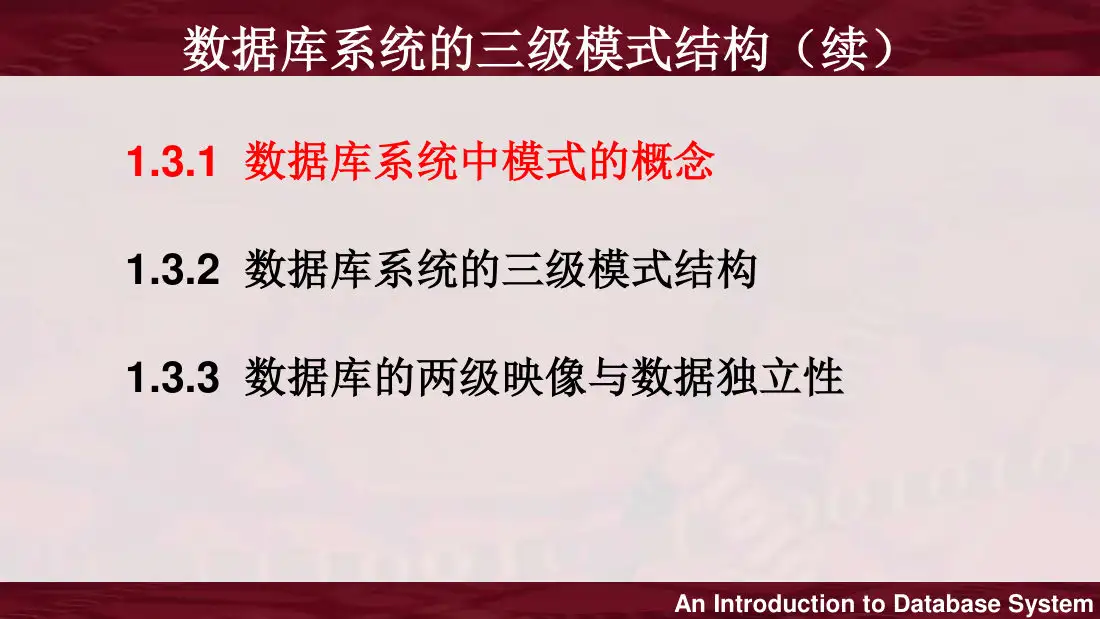 数据库系统的三级模式结构（续）
1.3.1 数据库系统中模式的概念
1.3.2 数据库系统的三级模式结构
1.3.3 数据库的两级映像与数据独立性
An Introduction to Database System